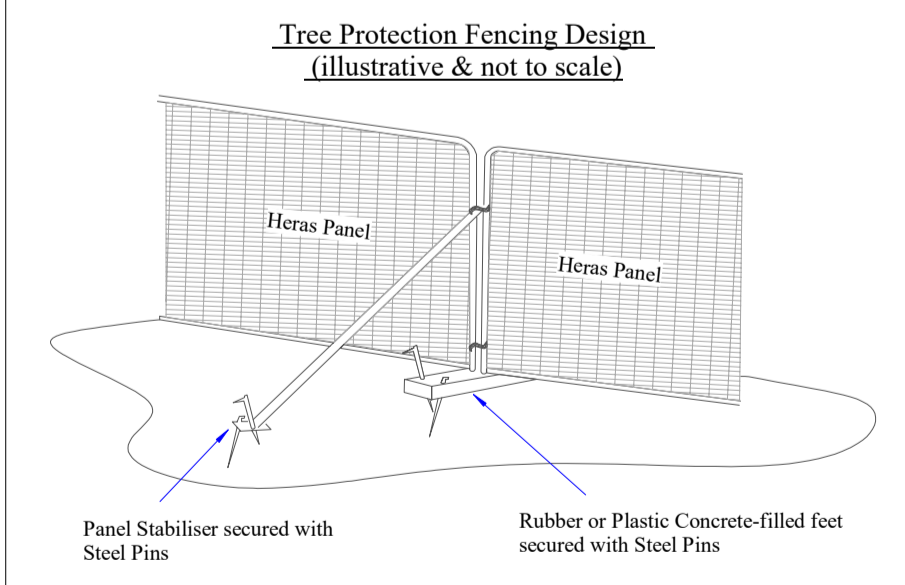 Tree Protection Fencing Design
(illustrative & not to scale)
Heras Panel
Heras Panel
Panel Stabiliser secured with
Steel Pins
Rubber or Plastic Concrete-filled feet
secured with Steel Pins